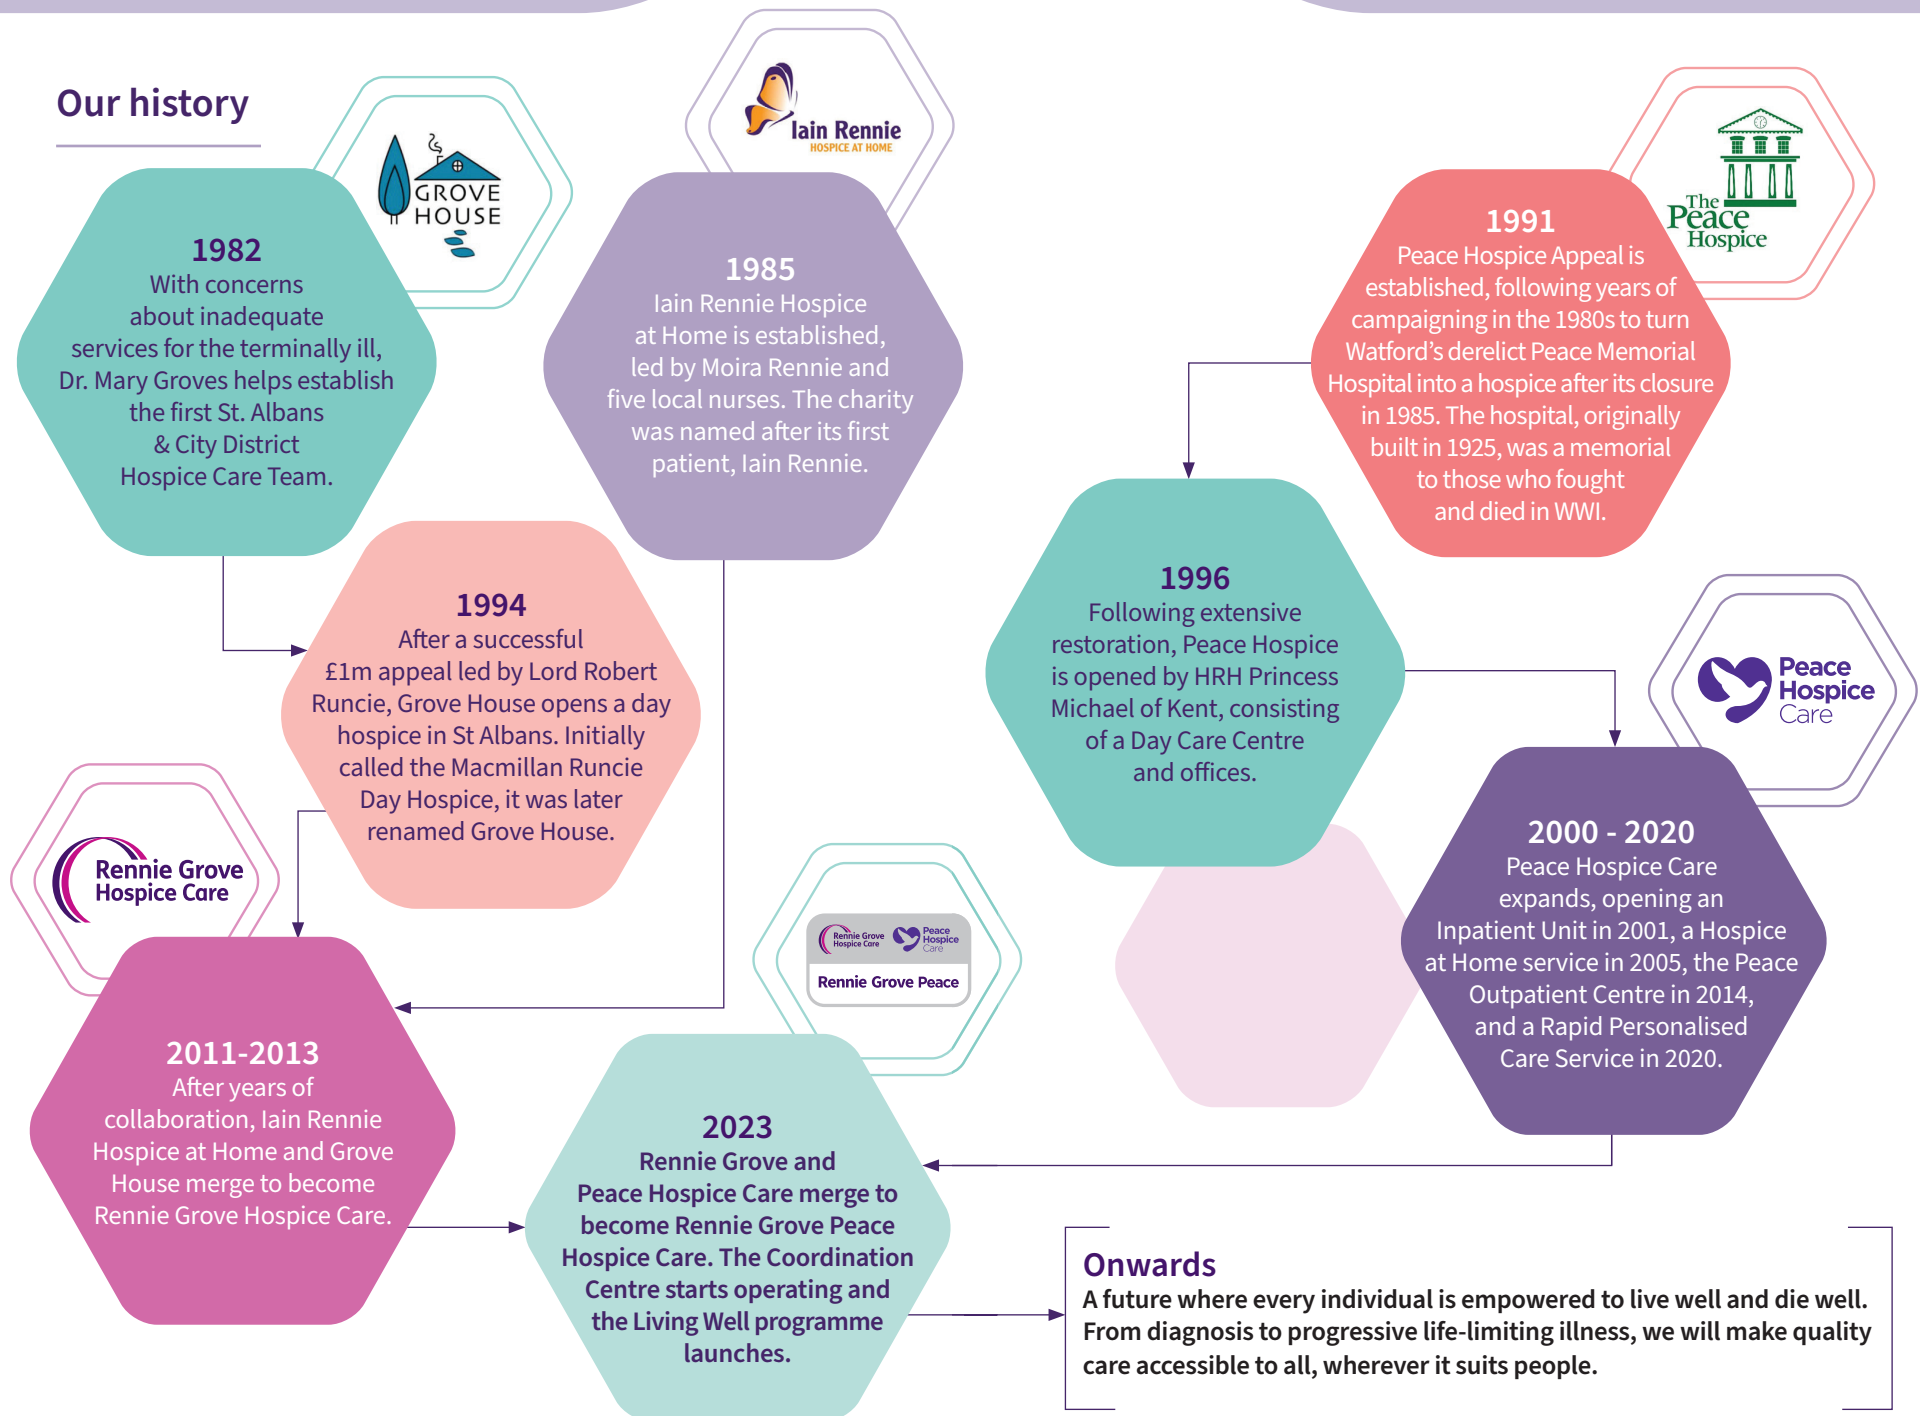 Our history
GROVE
HOUSE
1982
With concerns
about inadequate
services for the terminally ill,
Dr. Mary Groves helps establish
the first St. Albans
& City District
Hospice Care Team.
Iain Rennie
HOSPICE AT HOME
1985
Iain Rennie Hospice
at Home is established,
led by Moira Rennie and
five local nurses. The charity
was named after its first
patient, Iain Rennie.
The
Peace
Hospice
1991
Peace Hospice Appeal is
established, following years of
campaigning in the 1980s to turn
Watford’s derelict Peace Memorial
Hospital into a hospice after its closure
in 1985. The hospital, originally
built in 1925, was a memorial
to those who fought
and died in WWI.
1994
After a successful
£1m appeal led by Lord Robert
Runcie, Grove House opens a day
hospice in St Albans. Initially
called the Macmillan Runcie
Day Hospice, it was later
renamed Grove House.
1996
Following extensive
restoration, Peace Hospice
is opened by HRH Princess
Michael of Kent, consisting
of a Day Care Centre
and offices.
Peace
Hospice
Care
2000 - 2020
Peace Hospice Care
expands, opening an
Inpatient Unit in 2001, a Hospice
at Home service in 2005, the Peace
Outpatient Centre in 2014,
and a Rapid Personalised
Care Service in 2020.
Rennie Grove
Hospice Care
2011-2013
After years of
collaboration, Iain Rennie
Hospice at Home and Grove
House merge to become
Rennie Grove Hospice Care.
Rennie Grove
Hospice Care
Peace
Hospice
Care
Rennie Grove Peace
2023
Rennie Grove and
Peace Hospice Care merge to
become Rennie Grove Peace
Hospice Care. The Coordination
Centre starts operating and
the Living Well programme
launches.
Onwards
A future where every individual is empowered to live well and die well.
From diagnosis to progressive life-limiting illness, we will make quality
care accessible to all, wherever it suits people.